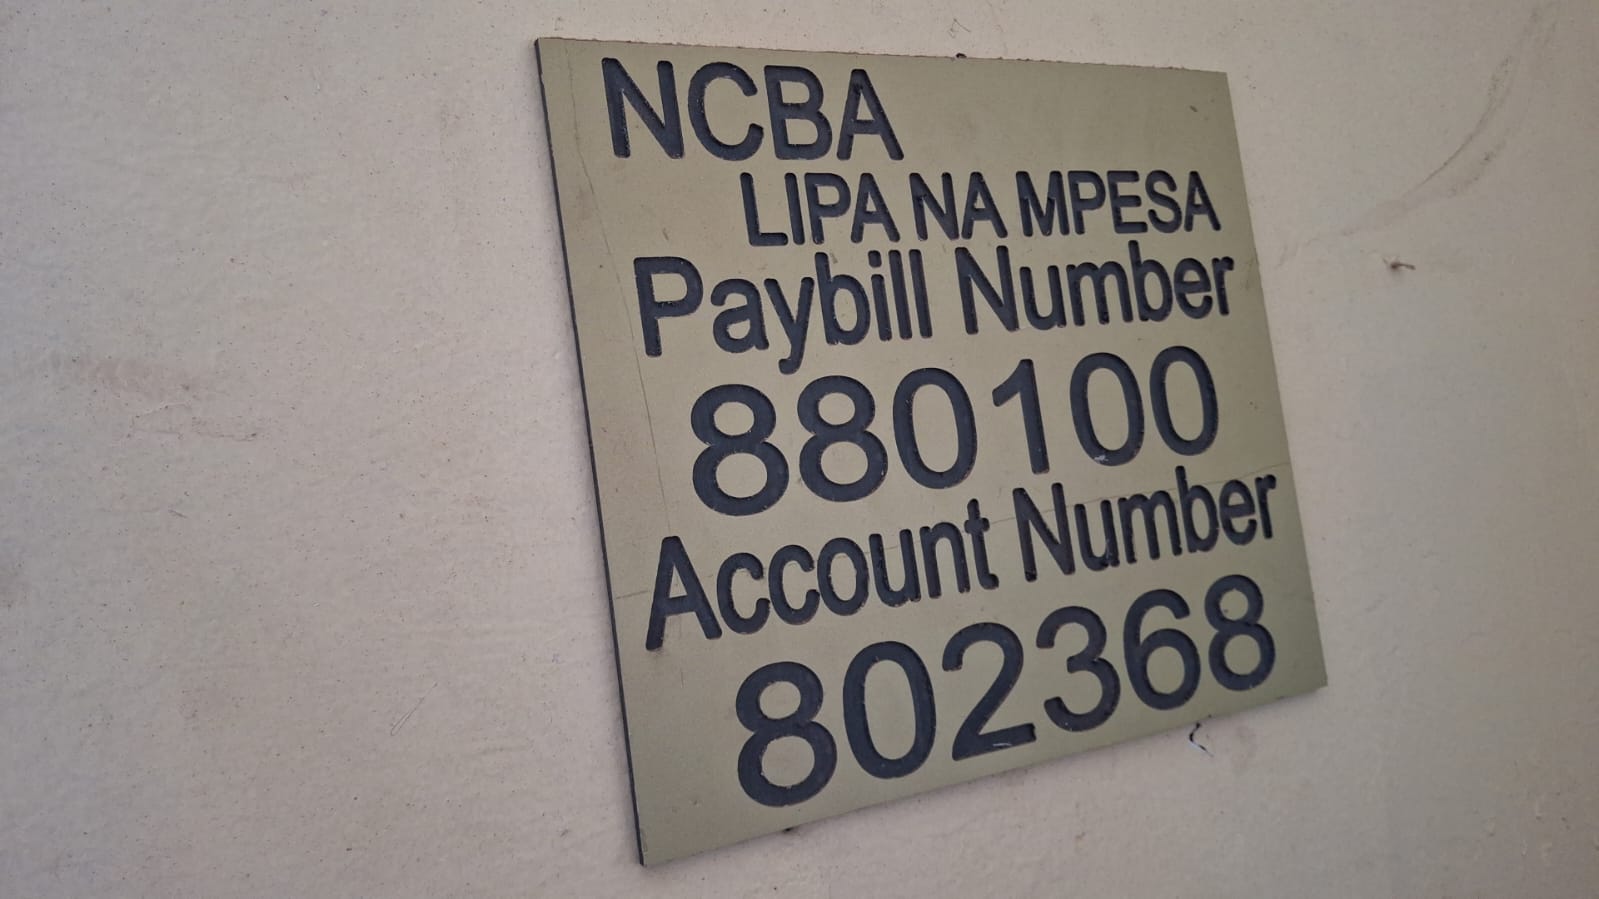 NCBA
LIPA NA MPESA
Paybill Number
880100
Account Number
802368